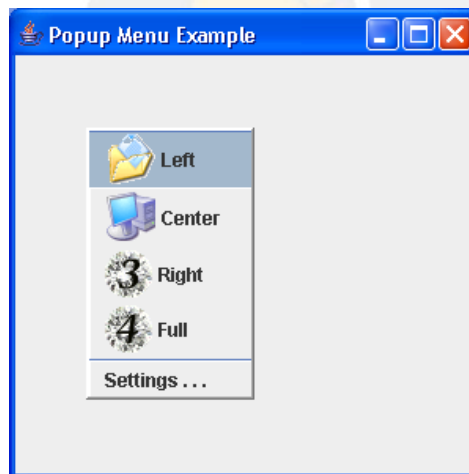 Popup Menu Example
Left
Center
3 Right
4 Full
Settings . . .